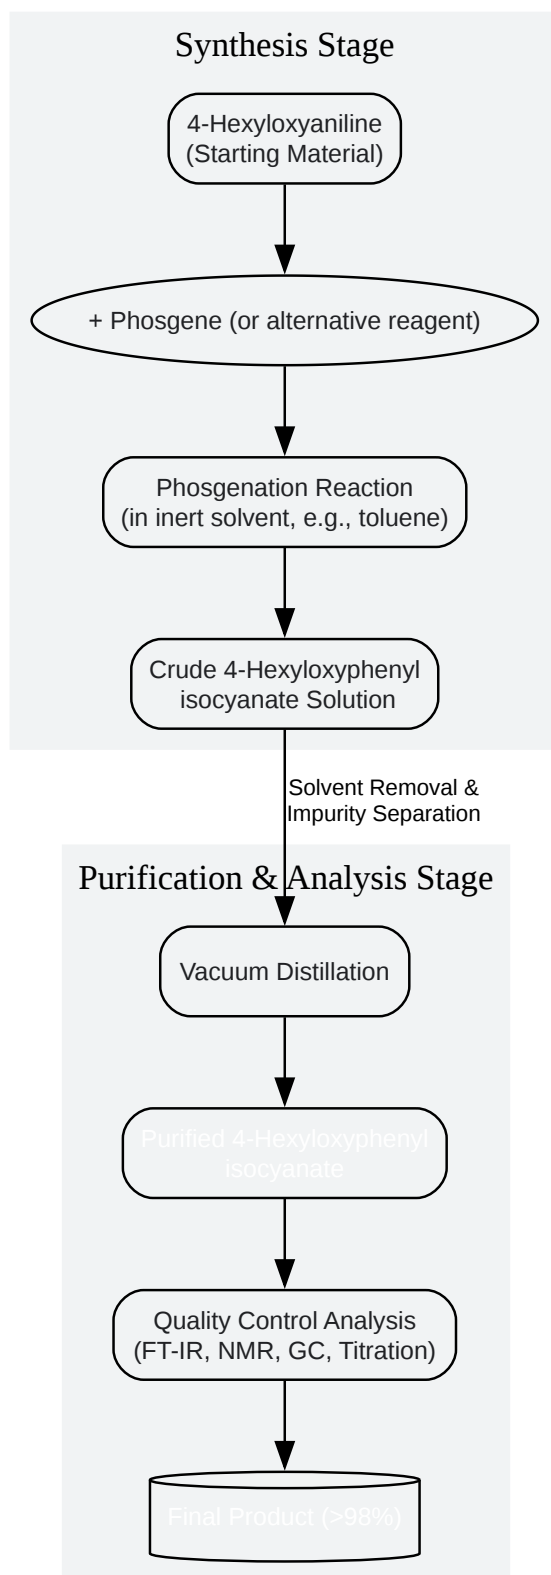 Synthesis Stage
4-Hexyloxyaniline
(Starting Material)
+ Phosgene (or alternative reagent)
Phosgenation Reaction
(in inert solvent, e.g., toluene)
Crude 4-Hexyloxyphenyl
isocyanate Solution
Solvent Removal &
Impurity Separation
Purification & Analysis Stage
Vacuum Distillation
Purified 4-Hexyloxyphenyl
isocyanate
Quality Control Analysis
(FT-IR, NMR, GC, Titration)
Final Product (>98%)